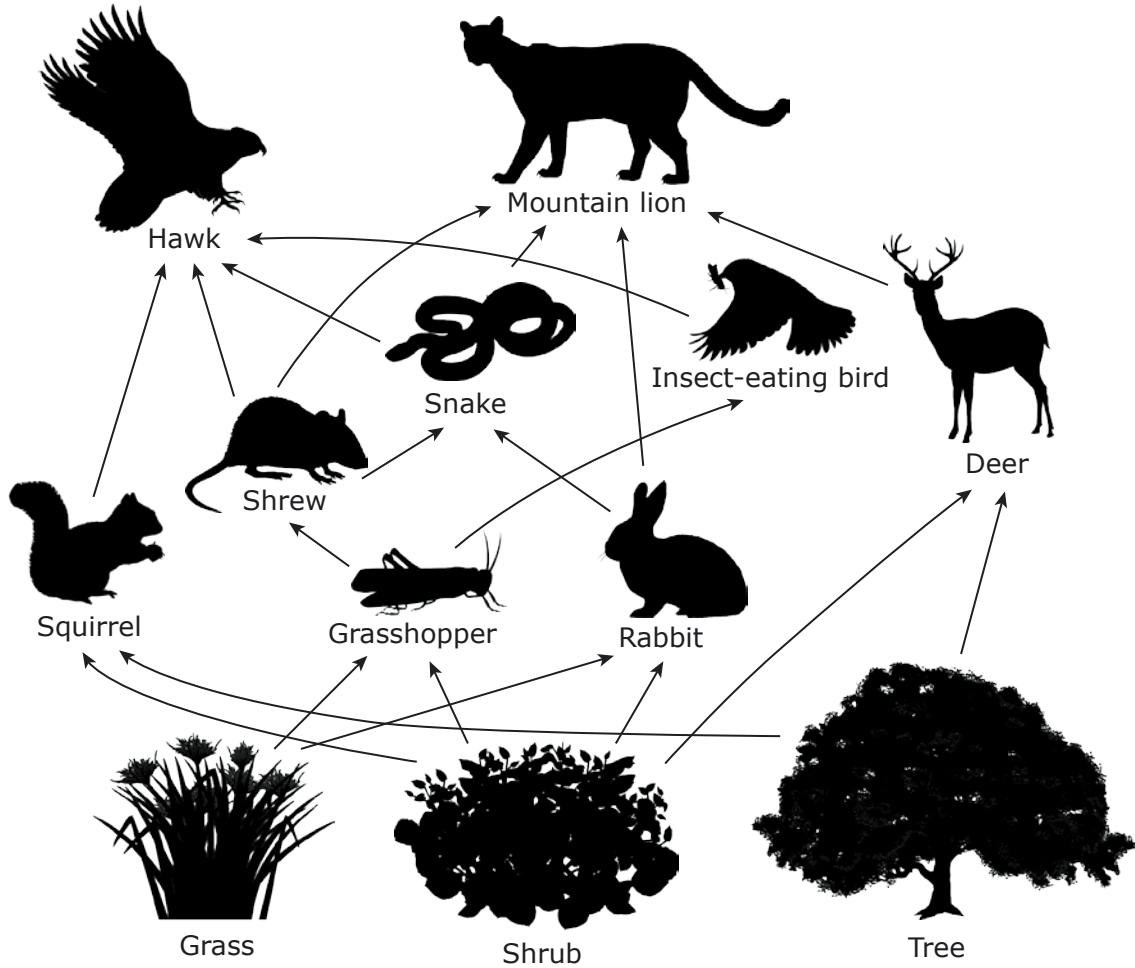 Mountain lion
Hawk
Insect-eating bird
Snake
Deer
Shrew
Squirrel
Grasshopper
Rabbit
Grass
Shrub
Tree